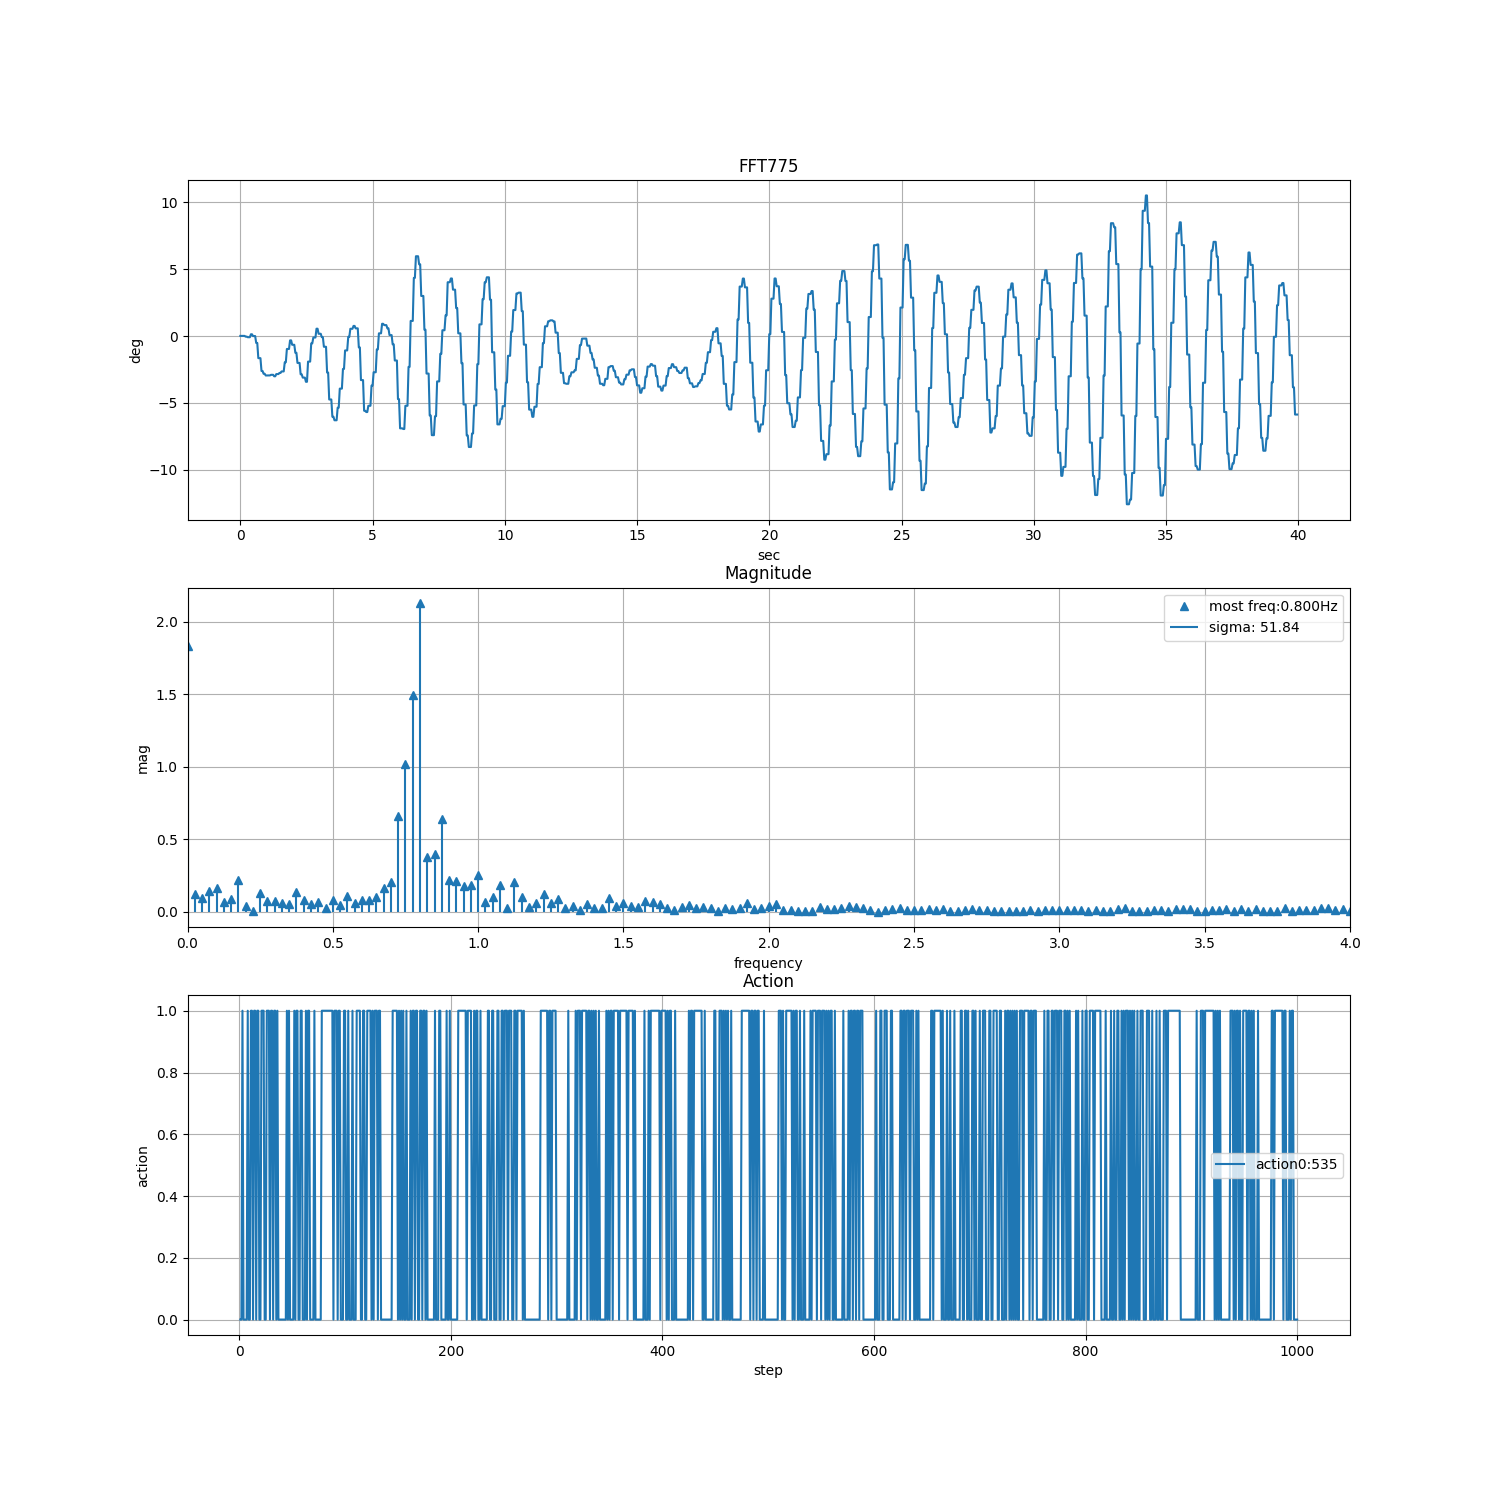 FFT775
10
5
0
−5
−10
deg
0 5 10 15 20 25 30 35 40
sec
Magnitude
most freq:0.800Hz
sigma: 51.84
2.0
1.5
1.0
0.5
0.0
mag
0.0 0.5 1.0 1.5 2.0 2.5 3.0 3.5 4.0
frequency
Action
1.0
0.8
0.6
0.4
0.2
0.0
action
action0:535
0 200 400 600 800 1000
step